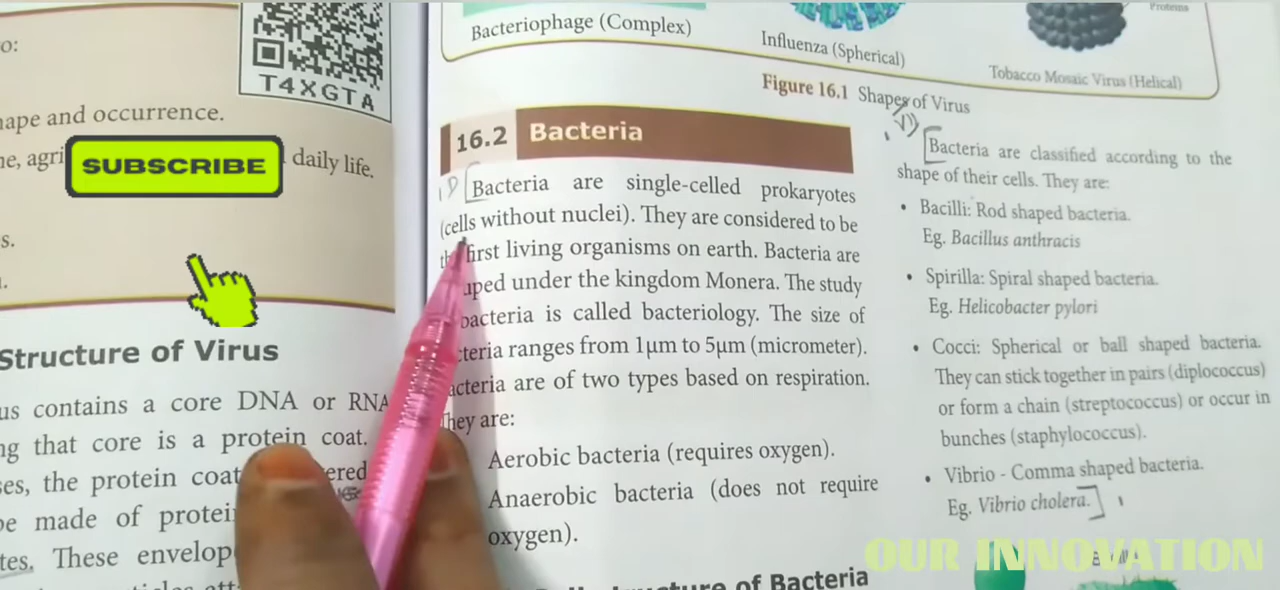 o:
T4XGTA
hape and occurrence.
ne, agri
daily life.
SUBSCRIBE
s.
Structure of Virus
us contains a core DNA or RNA
ng that core is a protein coat.
ses, the protein coat
be made of protein
tes. These envelop
Bacteriophage (Complex)
Influenza (Spherical)
Proteins
Tobacco Mosaic Virus (Helical)
Figure 16.1 Shapes of Virus
16.2 Bacteria
Bacteria are single-celled prokaryotes
(cells without nuclei). They are considered to be
first living organisms on earth. Bacteria are
uped under the kingdom Monera. The study
bacteria is called bacteriology. The size of
cteria ranges from 1µm to 5µm (micrometer).
acteria are of two types based on respiration.
They are:
Aerobic bacteria (requires oxygen).
Anaerobic bacteria (does not require
oxygen).
of Bacteria
Bacteria are classified according to the
shape of their cells. They are:
• Bacilli: Rod shaped bacteria.
Eg. Bacillus anthracis
• Spirilla: Spiral shaped bacteria.
Eg. Helicobacter pylori
• Cocci: Spherical or ball shaped bacteria.
They can stick together in pairs (diplococcus)
or form a chain (streptococcus) or occur in
bunches (staphylococcus).
• Vibrio - Comma shaped bacteria.
Eg. Vibrio cholera.
OUR INNOVATION